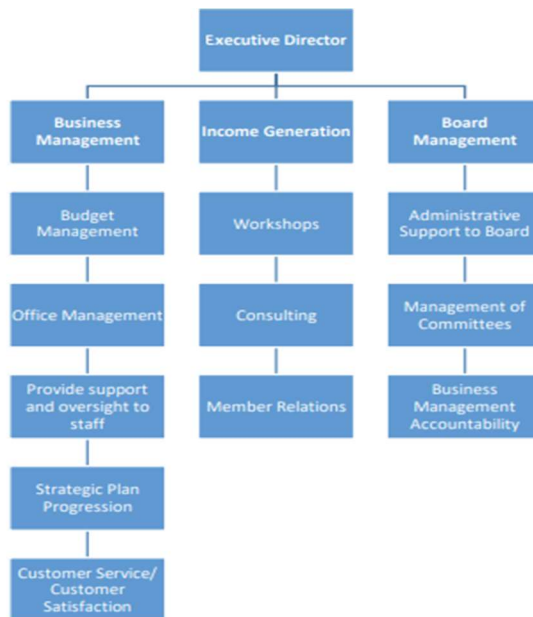 Executive Director
Business
Management
Income Generation
Board
Management
Budget
Management
Workshops
Administrative
Support to Board
Office Management
Consulting
Management of
Committees
Provide support
and oversight to
staff
Member Relations
Business
Management
Accountability
Strategic Plan
Progression
Customer Service/
Customer
Satisfaction